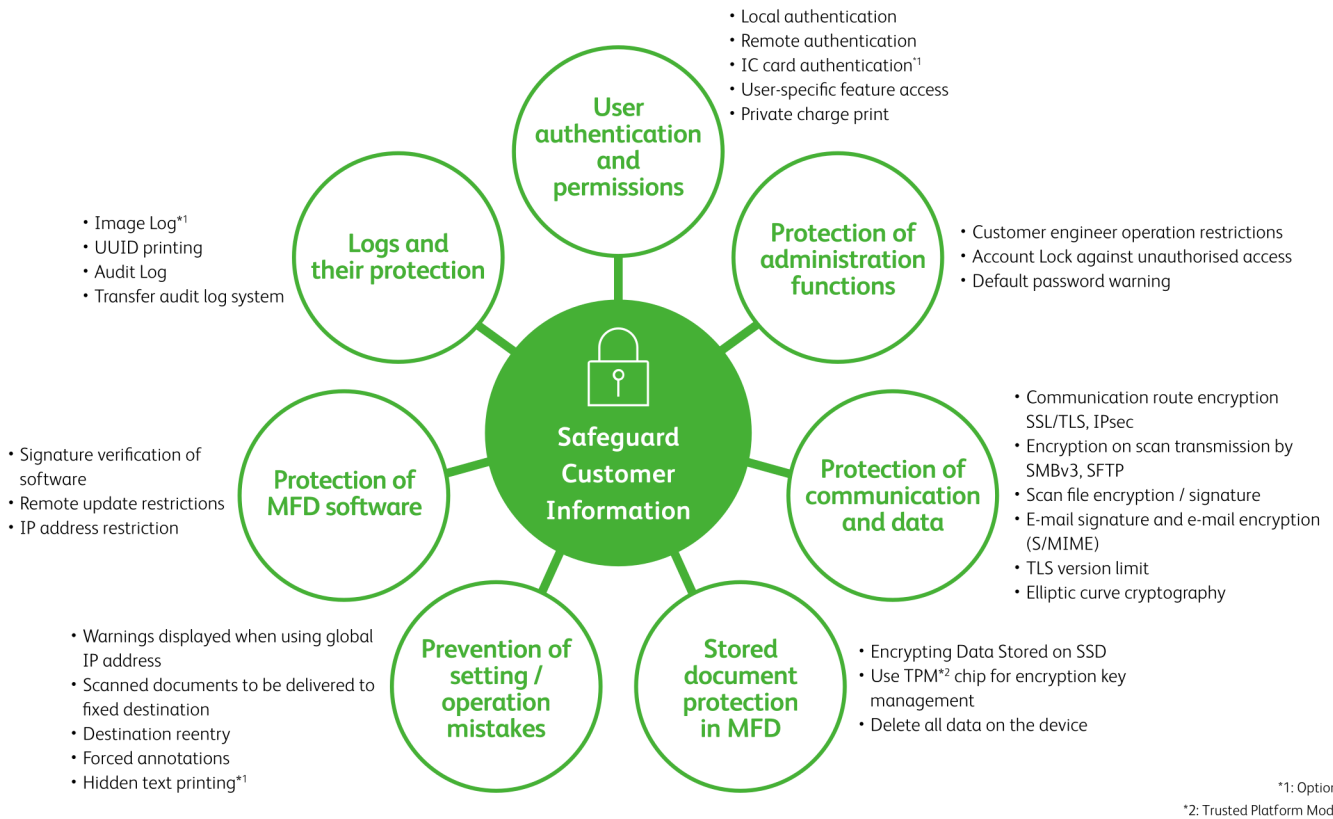 • Local authentication
• Remote authentication
• IC card authentication*1
• User-specific feature access
• Private charge print
User
authentication
and
permissions
• Image Log*1
• UUID printing
• Audit Log
• Transfer audit log system
Logs and
their protection
Protection of
administration
functions
• Customer engineer operation restrictions
• Account Lock against unauthorised access
• Default password warning
Safeguard
Customer
Information
• Signature verification of
software
• Remote update restrictions
• IP address restriction
Protection of
MFD software
Protection of
communication
and data
• Communication route encryption
SSL/TLS, IPsec
• Encryption on scan transmission by
SMBv3, SFTP
• Scan file encryption / signature
• E-mail signature and e-mail encryption
(S/MIME)
• TLS version limit
• Elliptic curve cryptography
• Warnings displayed when using global
IP address
• Scanned documents to be delivered to
fixed destination
• Destination reentry
• Forced annotations
• Hidden text printing*1
Prevention of
setting /
operation
mistakes
Stored
document
protection
in MFD
• Encrypting Data Stored on SSD
• Use TPM*2 chip for encryption key
management
• Delete all data on the device
*1: Option
*2: Trusted Platform Mod